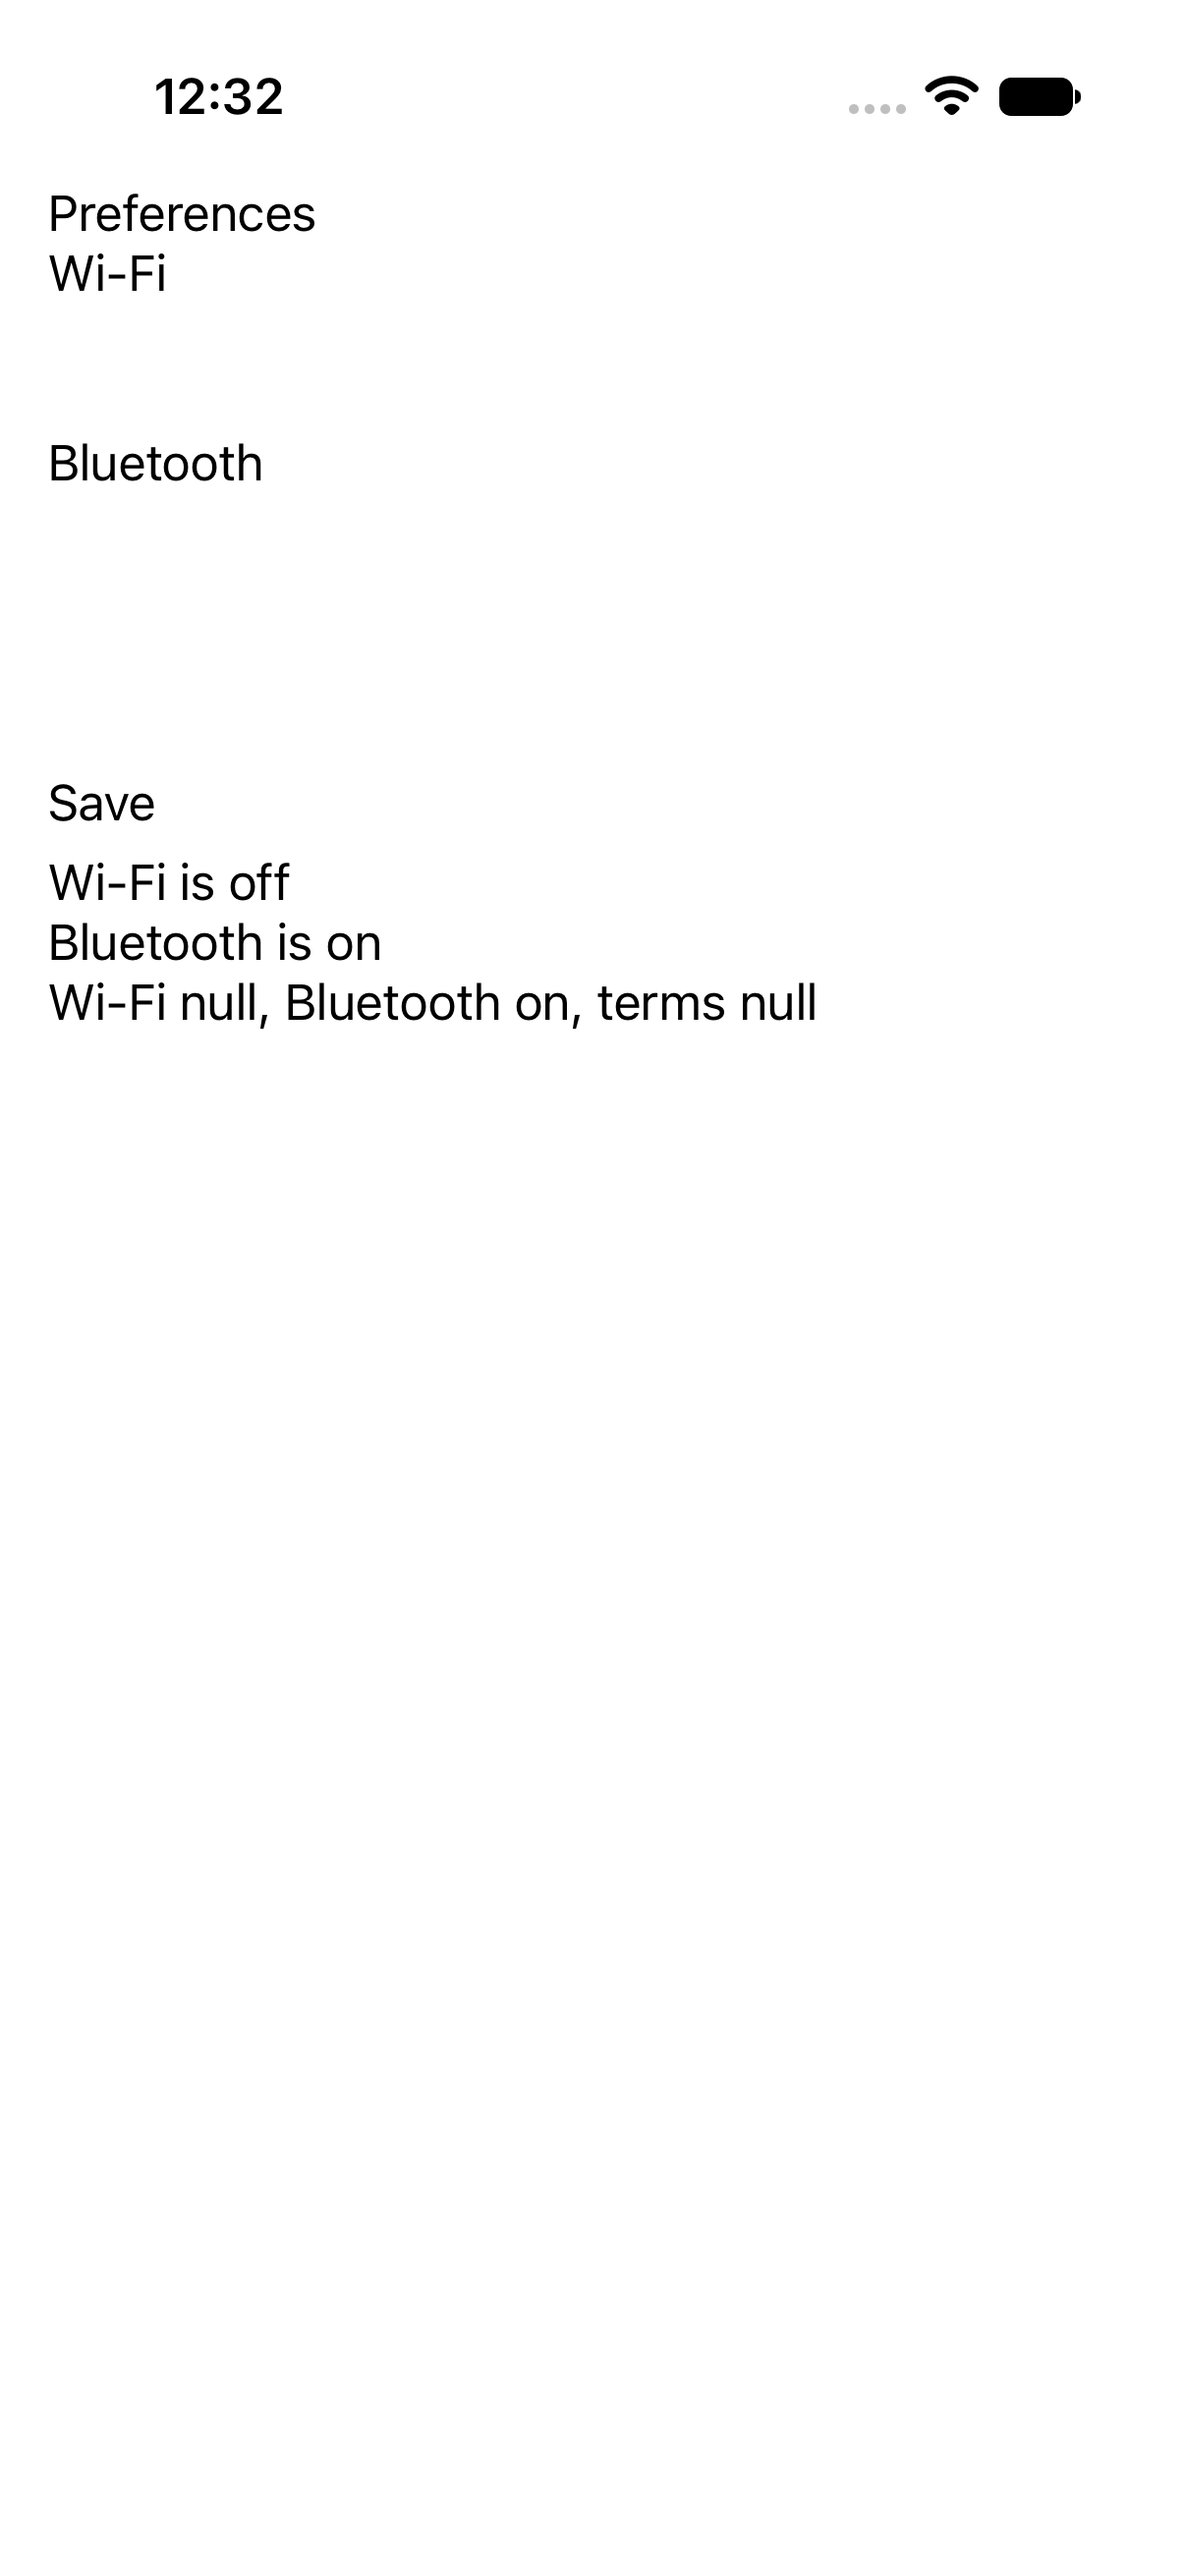 12:32
Preferences
Wi-Fi
Bluetooth
Save
Wi-Fi is off
Bluetooth is on
Wi-Fi null, Bluetooth on, terms null